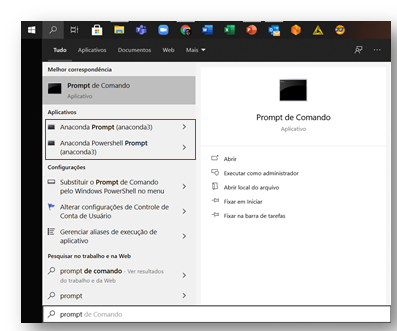 Tudo Aplicativos Documentos Web Mais
Melhor correspondência
Prompt de Comando
Aplicativo
Aplicativos
Anaconda Prompt (anaconda3)
Anaconda Powershell Prompt
(anaconda3)
Configurações
Substituir o Prompt de Comando
pelo Windows PowerShell no menu
Alterar configurações de Controle de
Conta de Usuário
Gerenciar aliases de execução de
aplicativo
Pesquisar no trabalho e na Web
prompt de comando - Ver resultados
do trabalho e da Web
prompt
prompt de Comando
Prompt de Comando
Aplicativo
Abrir
Executar como administrador
Abrir local do arquivo
Fixar em Iniciar
Fixar na barra de tarefas